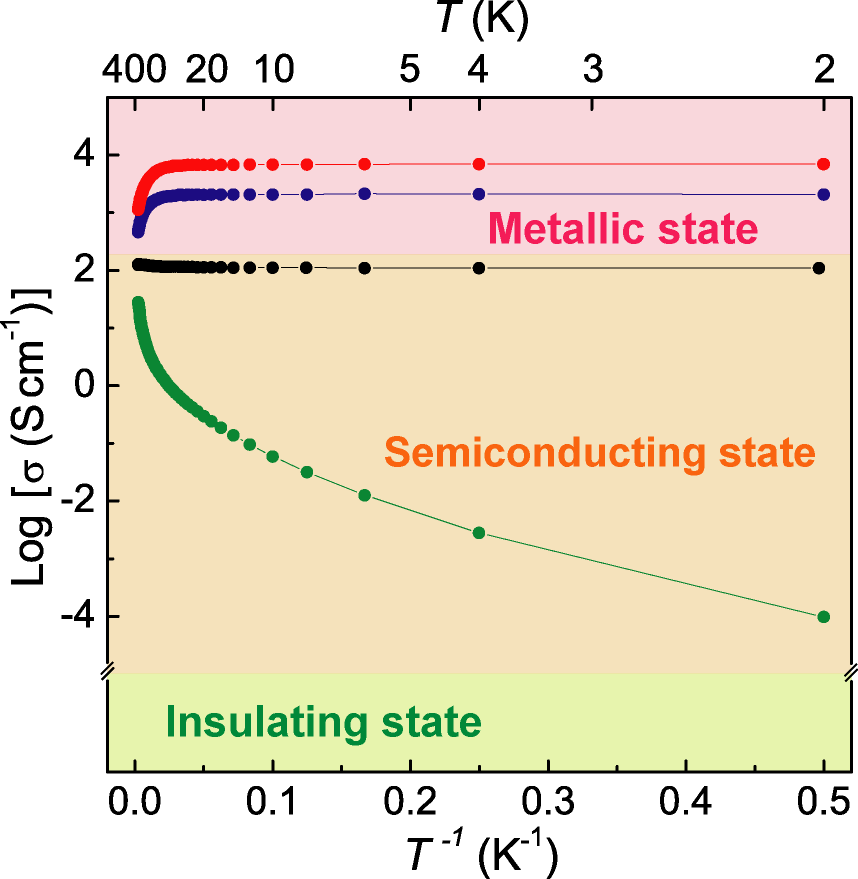 T (K)
400 20 10 5 4 3 2
4
2
0
-2
-4
Log [σ (S cm⁻¹)]
Metallic state
Semiconducting state
Insulating state
0.0 0.1 0.2 0.3 0.4 0.5
T⁻¹ (K⁻¹)